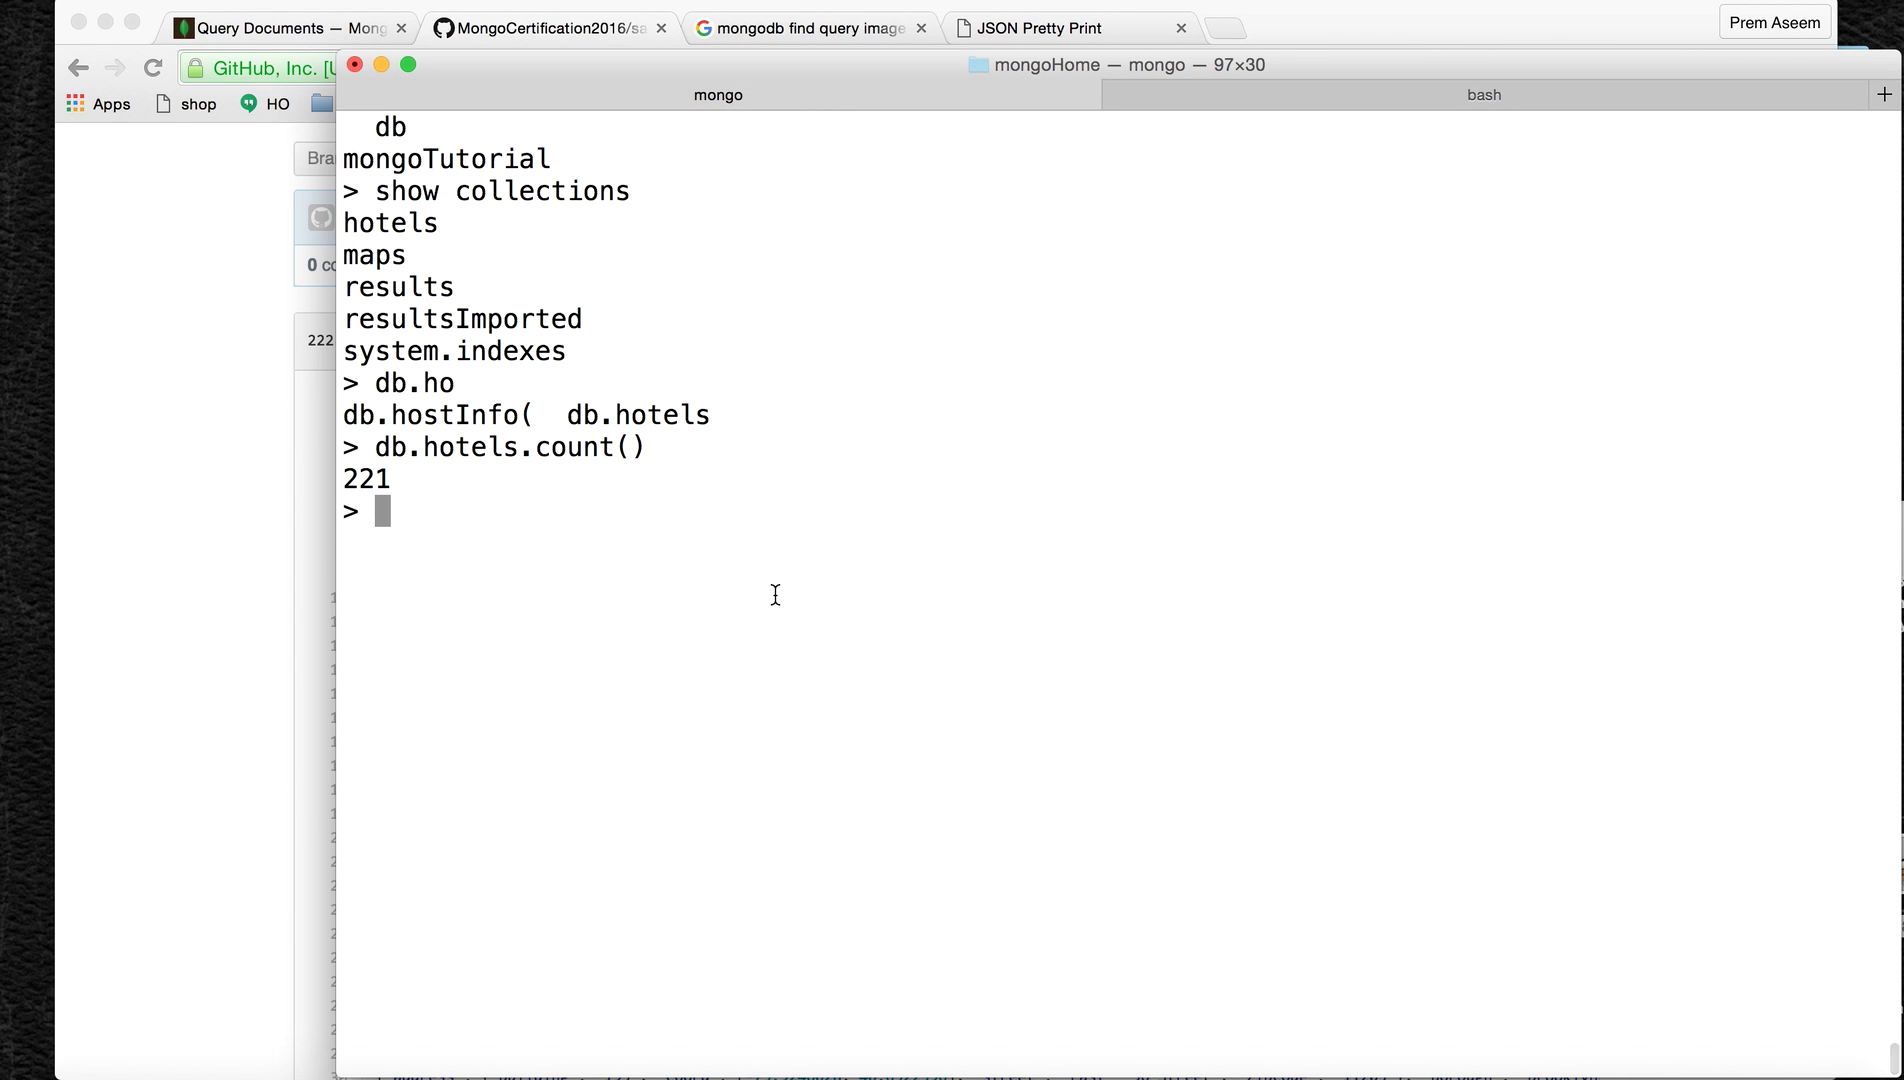 Query Documents — Mong
MongoCertification2016/sa
mongodb find query image
JSON Pretty Print
Prem Aseem
GitHub, Inc. [U
mongoHome — mongo — 97×30
Apps
shop
HO
mongo
bash
Bra
0 co
222
db
mongoTutorial
> show collections
hotels
maps
results
resultsImported
system.indexes
> db.ho
db.hostInfo(  db.hotels
> db.hotels.count()
221
>